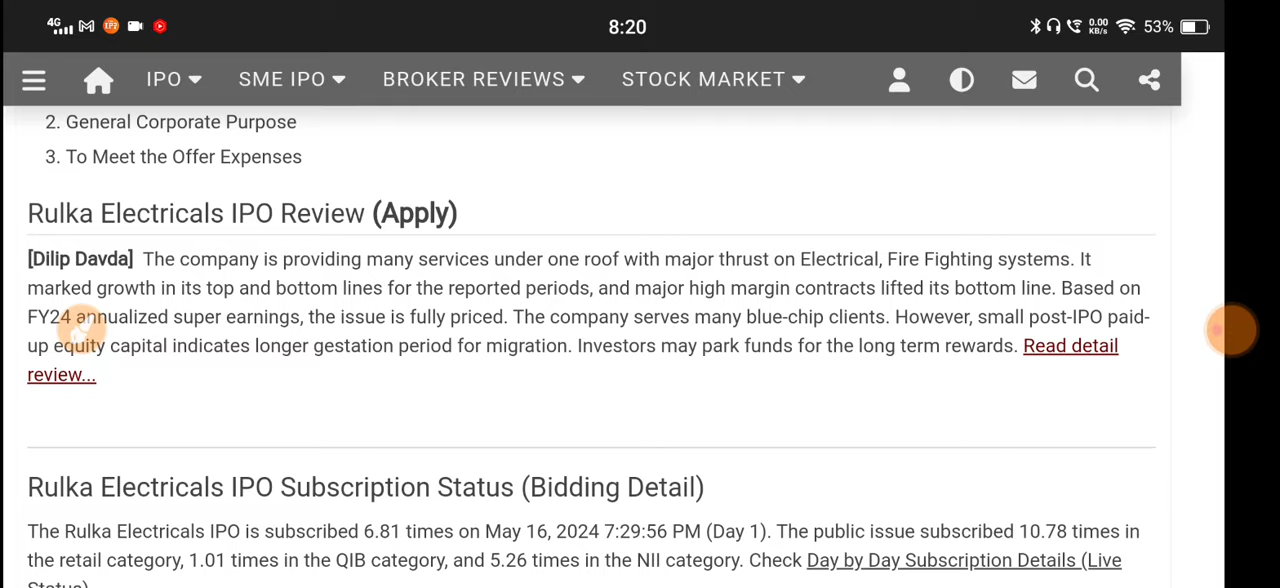 4G 8:20 0.00 KB/s 53%
IPO SME IPO BROKER REVIEWS STOCK MARKET
2. General Corporate Purpose
3. To Meet the Offer Expenses
Rulka Electricals IPO Review (Apply)
[Dilip Davda] The company is providing many services under one roof with major thrust on Electrical, Fire Fighting systems. It
marked growth in its top and bottom lines for the reported periods, and major high margin contracts lifted its bottom line. Based on
FY24 annualized super earnings, the issue is fully priced. The company serves many blue-chip clients. However, small post-IPO paid-
up equity capital indicates longer gestation period for migration. Investors may park funds for the long term rewards. Read detail
review...
Rulka Electricals IPO Subscription Status (Bidding Detail)
The Rulka Electricals IPO is subscribed 6.81 times on May 16, 2024 7:29:56 PM (Day 1). The public issue subscribed 10.78 times in
the retail category, 1.01 times in the QIB category, and 5.26 times in the NII category. Check Day by Day Subscription Details (Live
Status)